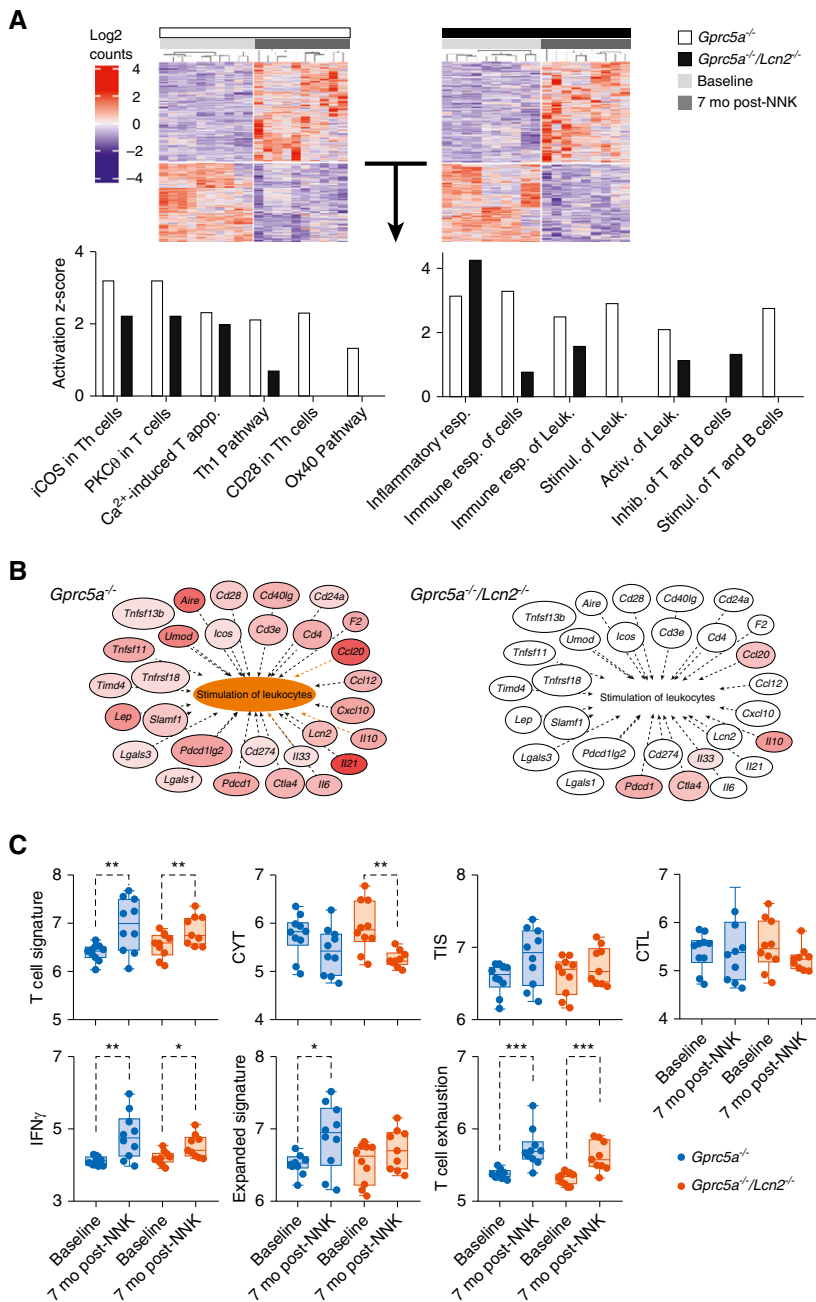 A
Log2
counts
4
2
0
−2
−4
Gprc5a-/-
Gprc5a-/-/Lcn2-/-
Baseline
7 mo post-NNK
Activation z-score
4
2
0
iCOS in Th cells
PKCθ in T cells
Ca2+-induced T apop.
Th1 Pathway
CD28 in Th cells
Ox40 Pathway
4
2
0
Inflammatory resp.
Immune resp. of cells
Immune resp. of Leuk.
Stimul. of Leuk.
Activ. of Leuk.
Inhib. of T and B cells
Stimul. of T and B cells
B
Gprc5a-/-
Aire
Cd28
Cd40lg
Cd24a
Tnfsf13b
Umod
Icos
Cd3e
Cd4
F2
Tnfsf11
Ccl20
Timd4
Tnfrsf18
Stimulation of leukocytes
Ccl12
Lep
Slamf1
Cxcl10
Lgals3
Pdcd1lg2
Cd274
Lcn2
Il10
Il33
Il21
Lgals1
Pdcd1
Ctla4
Il6
Gprc5a-/-/Lcn2-/-
Aire
Cd28
Cd40lg
Cd24a
Tnfsf13b
Umod
Icos
Cd3e
Cd4
F2
Tnfsf11
Ccl20
Timd4
Tnfrsf18
Stimulation of leukocytes
Ccl12
Lep
Slamf1
Cxcl10
Lgals3
Pdcd1lg2
Cd274
Lcn2
Il10
Il33
Il21
Lgals1
Pdcd1
Ctla4
Il6
C
T cell signature
8
7
6
5
**
**
CYT
7
6
5
4
**
TIS
8
7
6
CTL
7
6
5
4
Baseline
7 mo post-NNK
Baseline
7 mo post-NNK
IFNγ
7
5
3
**
*
Baseline
7 mo post-NNK
Baseline
7 mo post-NNK
Expanded signature
8
7
6
*
Baseline
7 mo post-NNK
Baseline
7 mo post-NNK
T cell exhaustion
7
6
5
***
***
Baseline
7 mo post-NNK
Baseline
7 mo post-NNK
Gprc5a-/-
Gprc5a-/-/Lcn2-/-